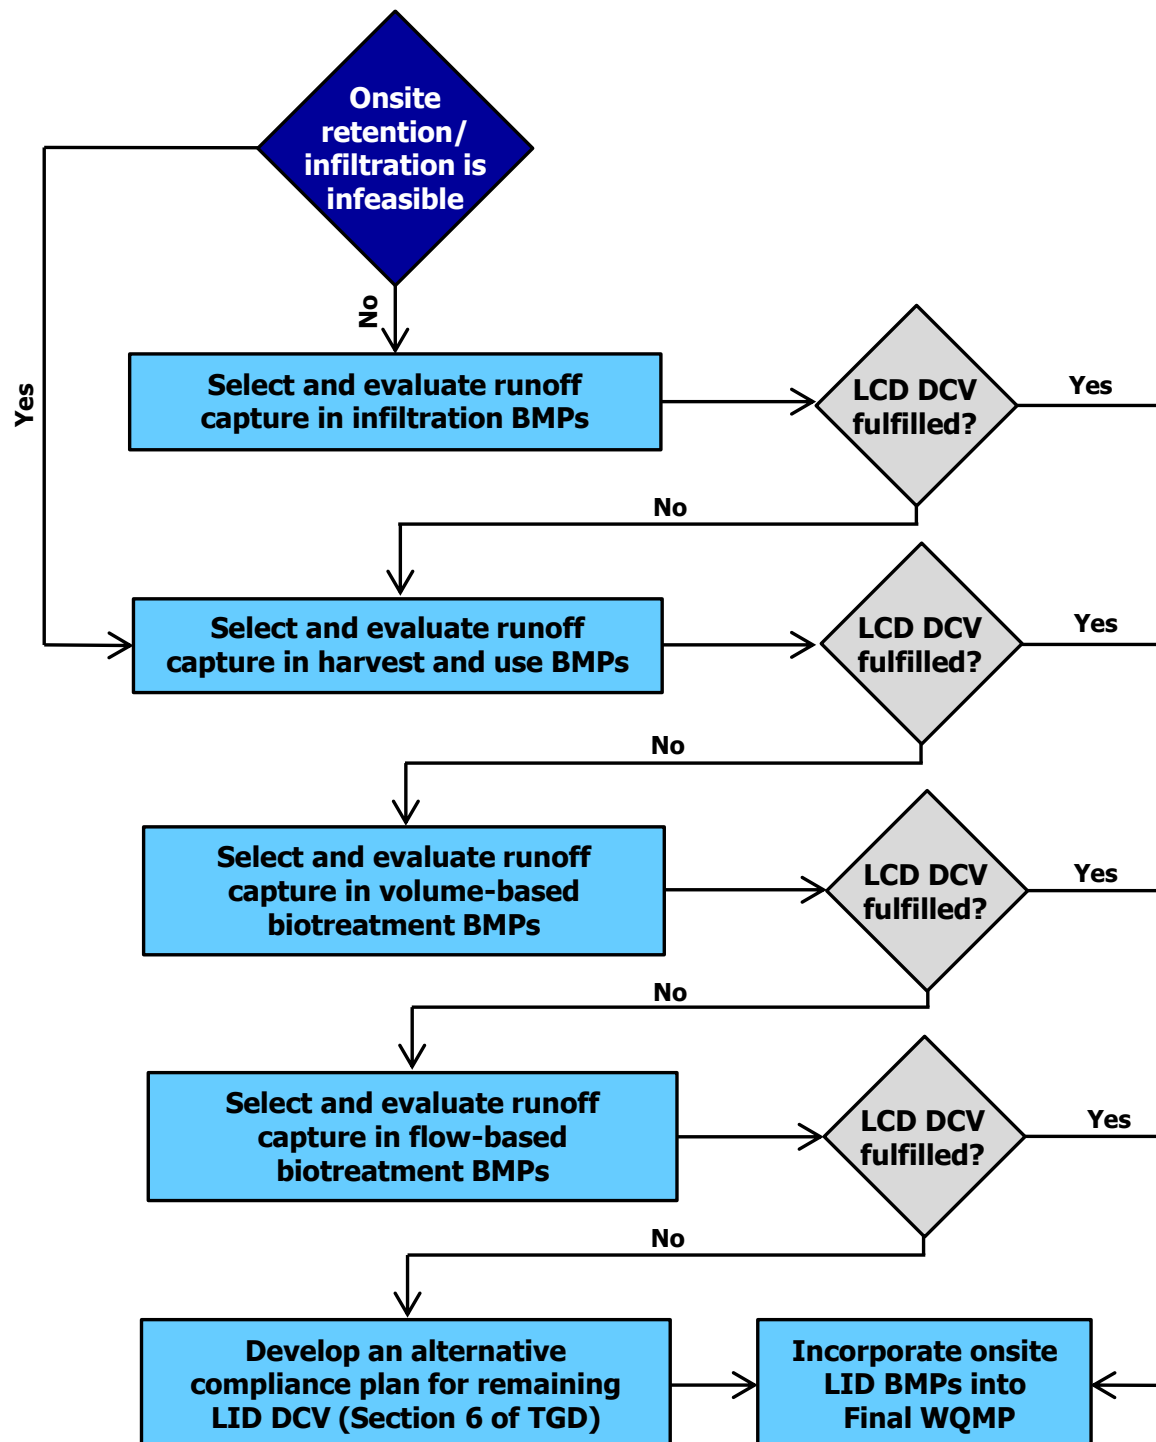 Onsite
retention/
infiltration is
infeasible
Yes
No
Select and evaluate runoff
capture in infiltration BMPs
LCD DCV
fulfilled?
Yes
No
Select and evaluate runoff
capture in harvest and use BMPs
LCD DCV
fulfilled?
Yes
No
Select and evaluate runoff
capture in volume-based
biotreatment BMPs
LCD DCV
fulfilled?
Yes
No
Select and evaluate runoff
capture in flow-based
biotreatment BMPs
LCD DCV
fulfilled?
Yes
No
Develop an alternative
compliance plan for remaining
LID DCV (Section 6 of TGD)
Incorporate onsite
LID BMPs into
Final WQMP